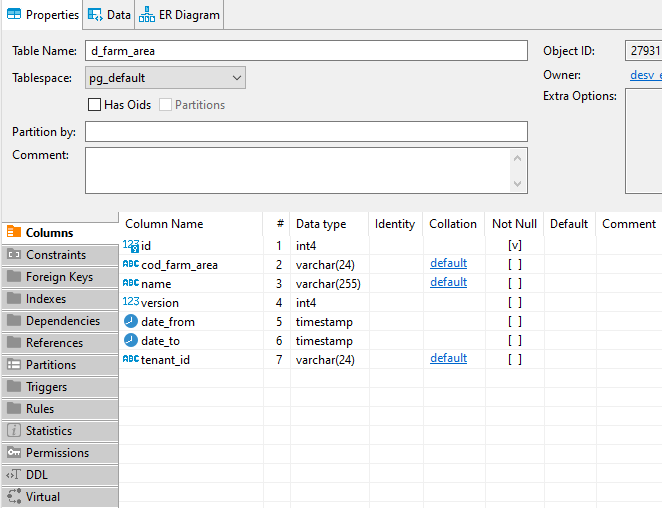 Properties Data ER Diagram
Table Name: d_farm_area Object ID: 27931
Tablespace: pg_default Owner: desv_e
Has Oids Partitions Extra Options:
Partition by:
Comment:
Column Name # Data type Identity Collation Not Null Default Comment
Columns
Constraints
Foreign Keys
Indexes
Dependencies
References
Partitions
Triggers
Rules
Statistics
Permissions
DDL
Virtual
123 id 1 int4 [v]
ABC cod_farm_area 2 varchar(24) default [ ]
ABC name 3 varchar(255) default [ ]
123 version 4 int4 [ ]
date_from 5 timestamp [ ]
date_to 6 timestamp [ ]
ABC tenant_id 7 varchar(24) default [ ]